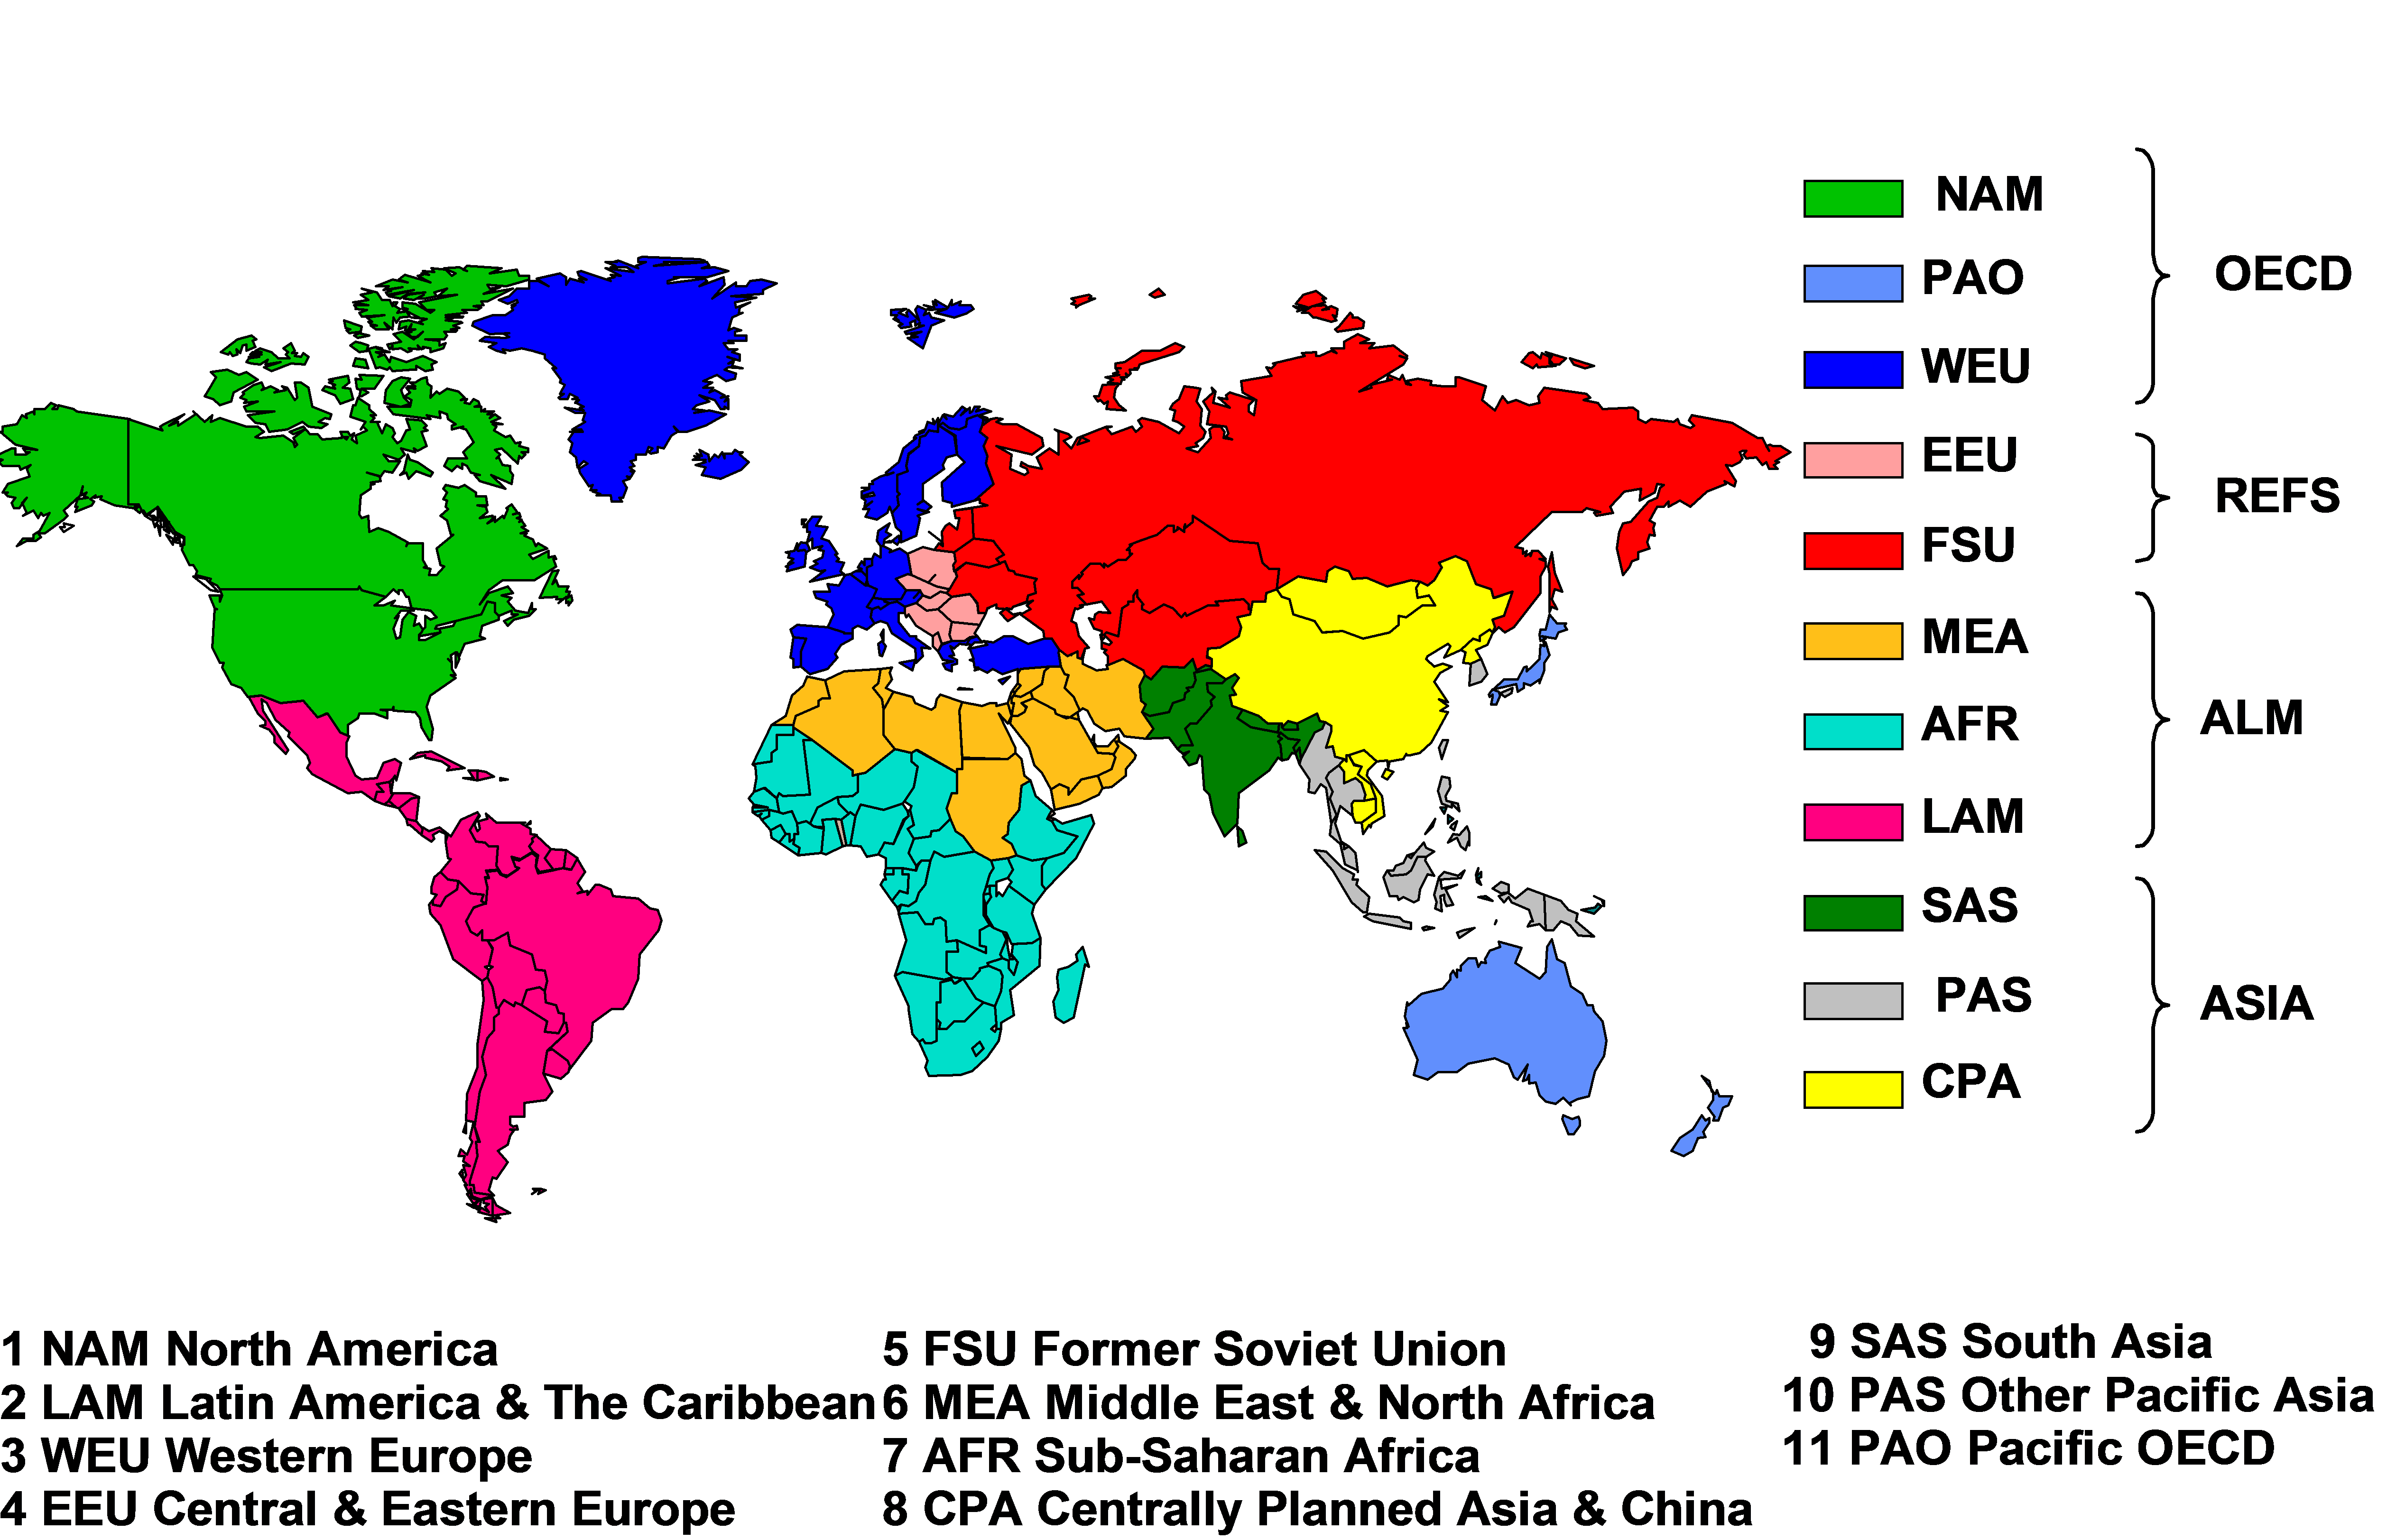 NAM
PAO
WEU
OECD
EEU
FSU
REFS
MEA
AFR
LAM
ALM
SAS
PAS
CPA
ASIA
1 NAM North America
2 LAM Latin America & The Caribbean
3 WEU Western Europe
4 EEU Central & Eastern Europe
5 FSU Former Soviet Union
6 MEA Middle East & North Africa
7 AFR Sub-Saharan Africa
8 CPA Centrally Planned Asia & China
9 SAS South Asia
10 PAS Other Pacific Asia
11 PAO Pacific OECD